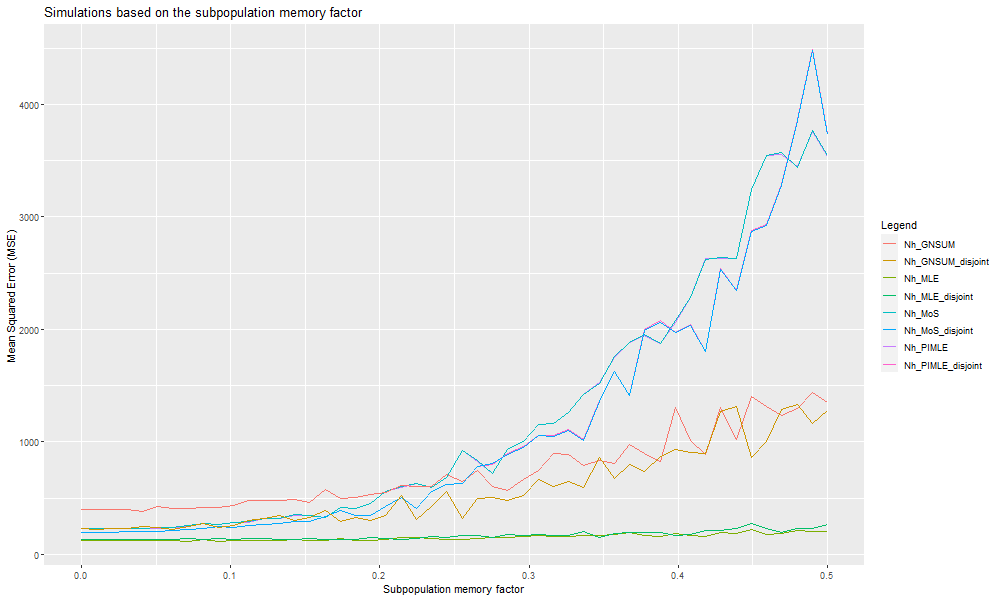 Simulations based on the subpopulation memory factor
Mean Squared Error (MSE)
4000
3000
2000
1000
0
0.0
0.1
0.2
0.3
0.4
0.5
Subpopulation memory factor
Legend
Nh_GNSUM
Nh_GNSUM_disjoint
Nh_MLE
Nh_MLE_disjoint
Nh_MoS
Nh_MoS_disjoint
Nh_PIMLE
Nh_PIMLE_disjoint